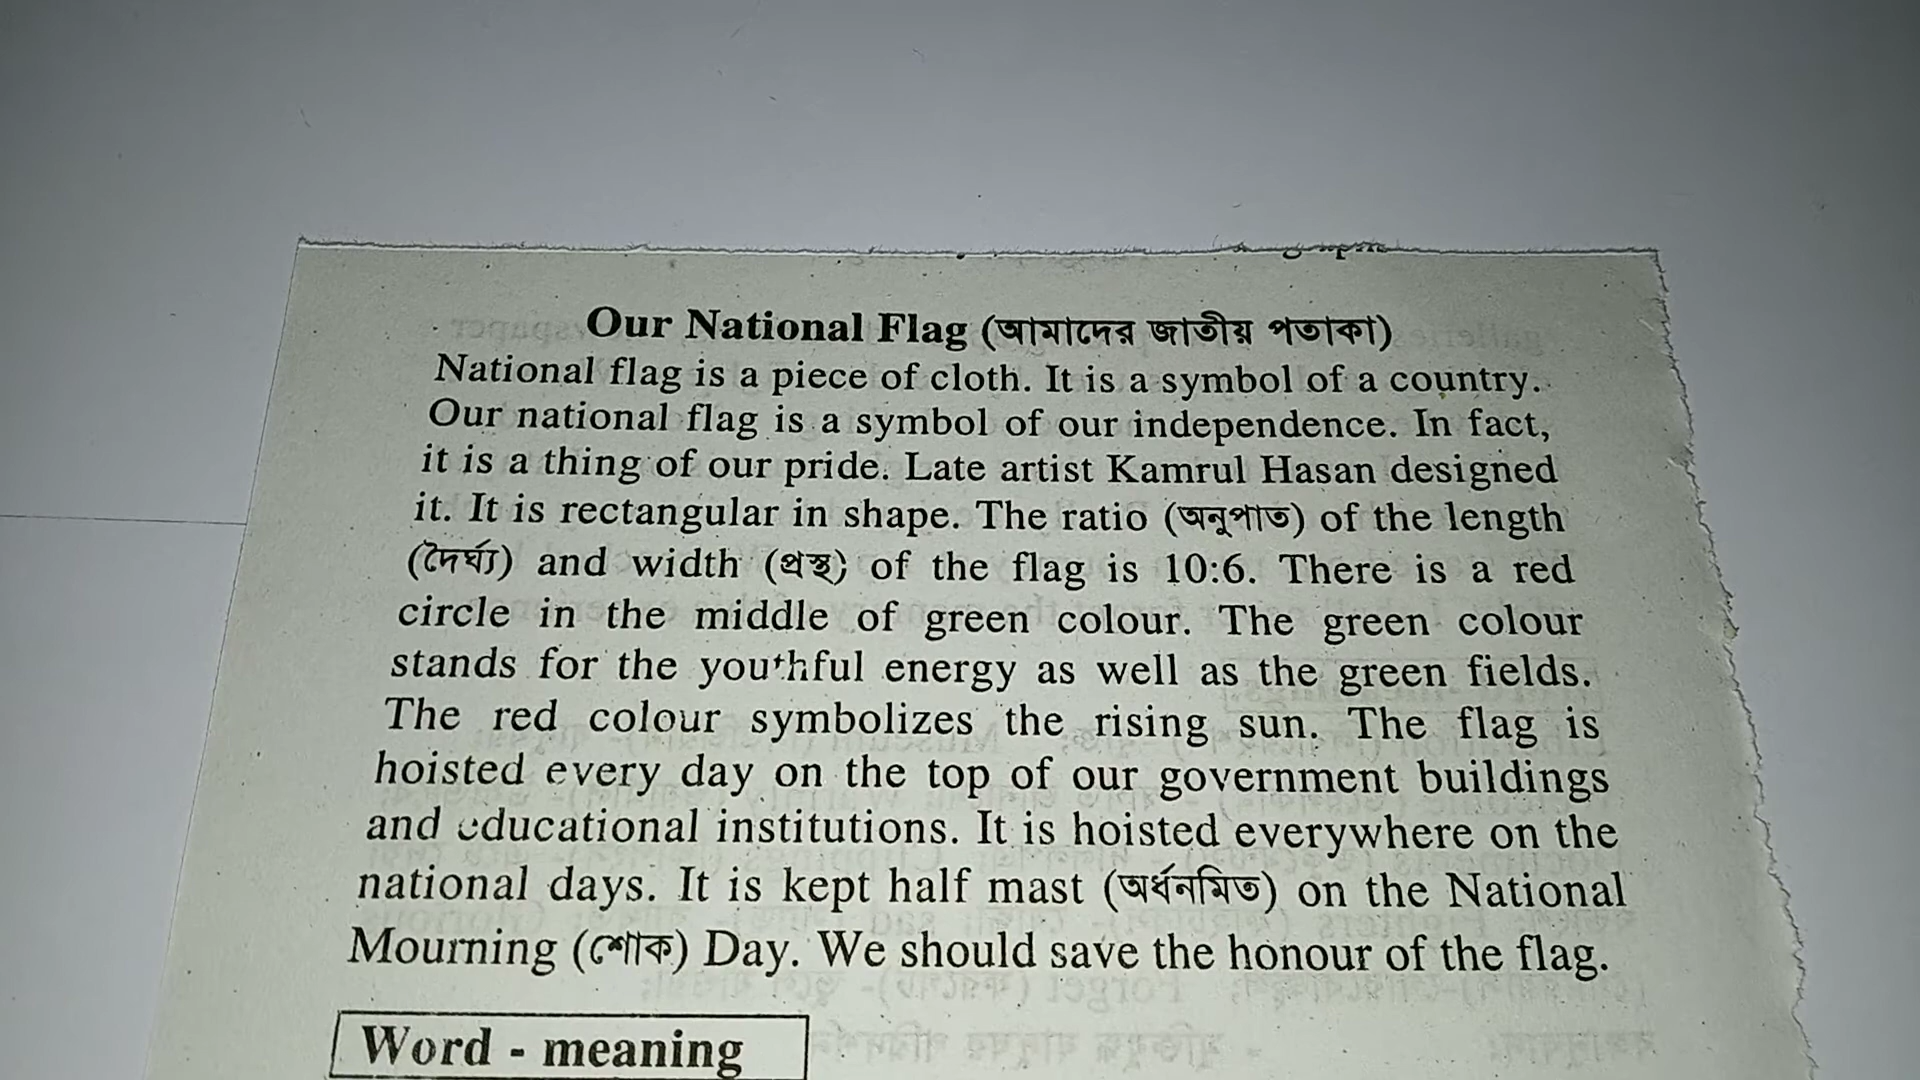 Our National Flag (আমাদের জাতীয় পতাকা)
National flag is a piece of cloth. It is a symbol of a country.
Our national flag is a symbol of our independence. In fact,
it is a thing of our pride. Late artist Kamrul Hasan designed
it. It is rectangular in shape. The ratio (অনুপাত) of the length
(দৈর্ঘ্য) and width (প্রস্থ) of the flag is 10:6. There is a red
circle in the middle of green colour. The green colour
stands for the youthful energy as well as the green fields.
The red colour symbolizes the rising sun. The flag is
hoisted every day on the top of our government buildings
and educational institutions. It is hoisted everywhere on the
national days. It is kept half mast (অর্ধনমিত) on the National
Mourning (শোক) Day. We should save the honour of the flag.
Word - meaning